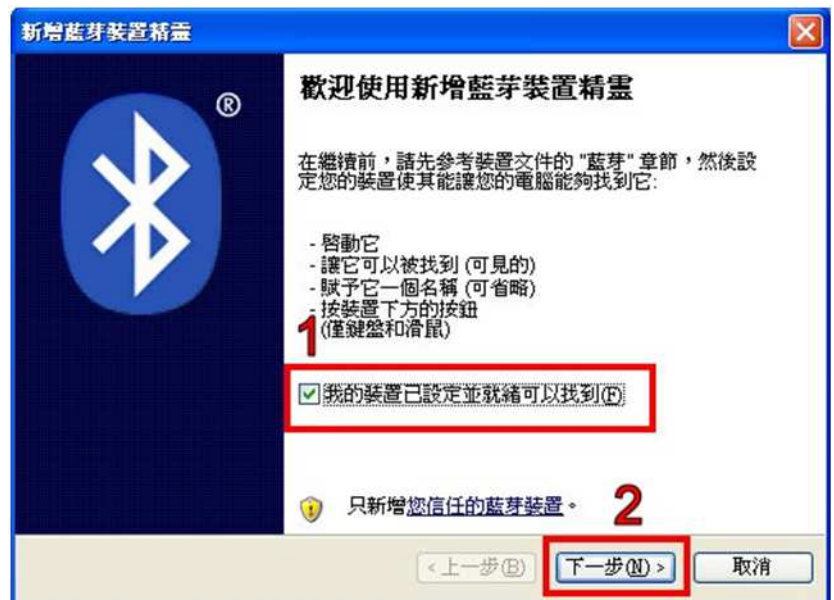 新增藍芽裝置精靈
®
歡迎使用新增藍芽裝置精靈
在繼續前，請先參考裝置文件的 "藍芽" 章節，然後設
定您的裝置使其能讓您的電腦能夠找到它:
- 啓動它
- 讓它可以被找到 (可見的)
- 賦予它一個名稱 (可省略)
- 按裝置下方的按鈕
(僅鍵盤和滑鼠)
1
我的裝置已設定並就緒可以找到(F)
只新增您信任的藍芽裝置。
2
<上一步(B)
下一步(N) >
取消